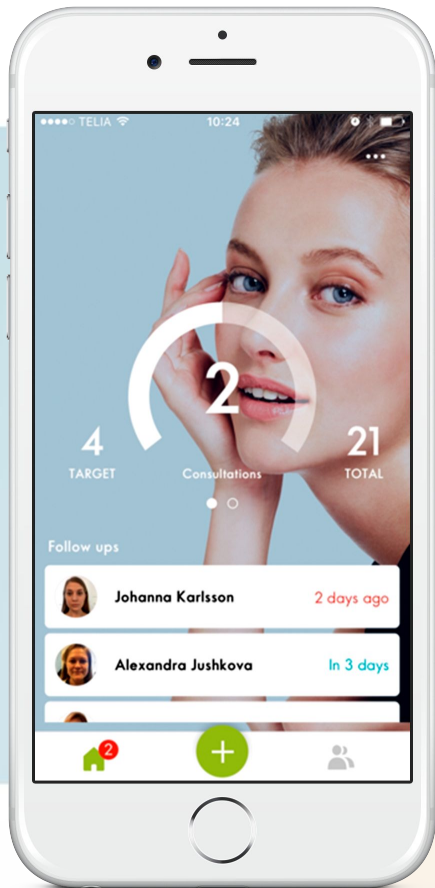 TELIA 10:24
2
4 21
TARGET Consultations TOTAL
Follow ups
Johanna Karlsson 2 days ago
Alexandra Jushkova In 3 days
2